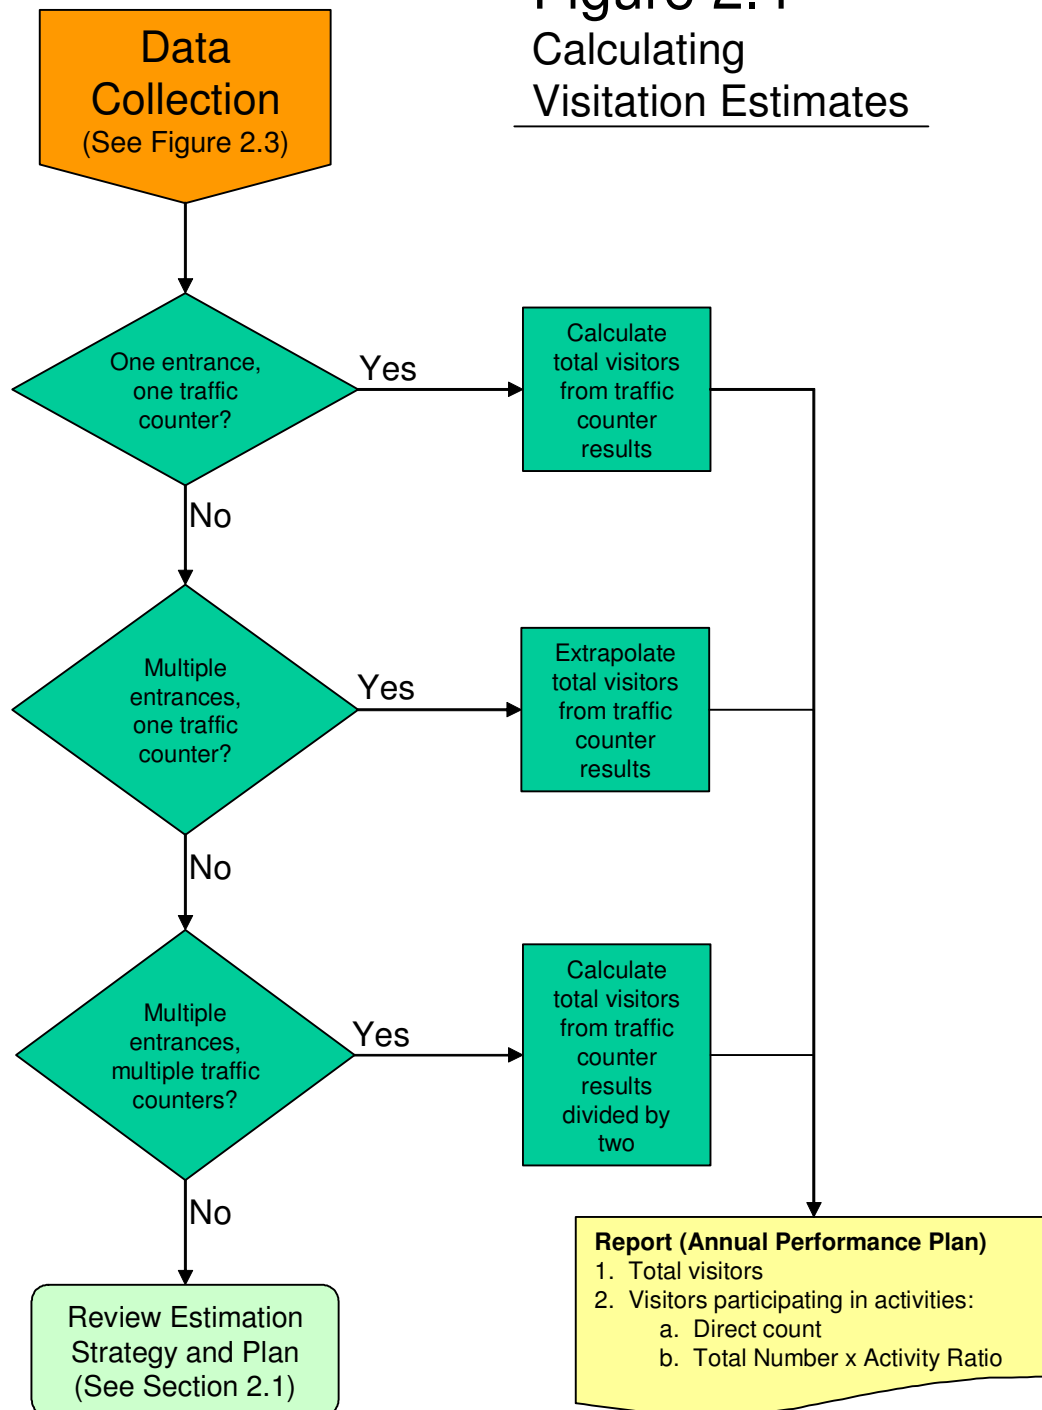 Figure 2.4
Calculating
Visitation Estimates
Data
Collection
(See Figure 2.3)
One entrance,
one traffic
counter?
Yes
Calculate
total visitors
from traffic
counter
results
No
Multiple
entrances,
one traffic
counter?
Yes
Extrapolate
total visitors
from traffic
counter
results
No
Multiple
entrances,
multiple traffic
counters?
Yes
Calculate
total visitors
from traffic
counter
results
divided by
two
No
Review Estimation
Strategy and Plan
(See Section 2.1)
Report (Annual Performance Plan)
1. Total visitors
2. Visitors participating in activities:
a. Direct count
b. Total Number x Activity Ratio